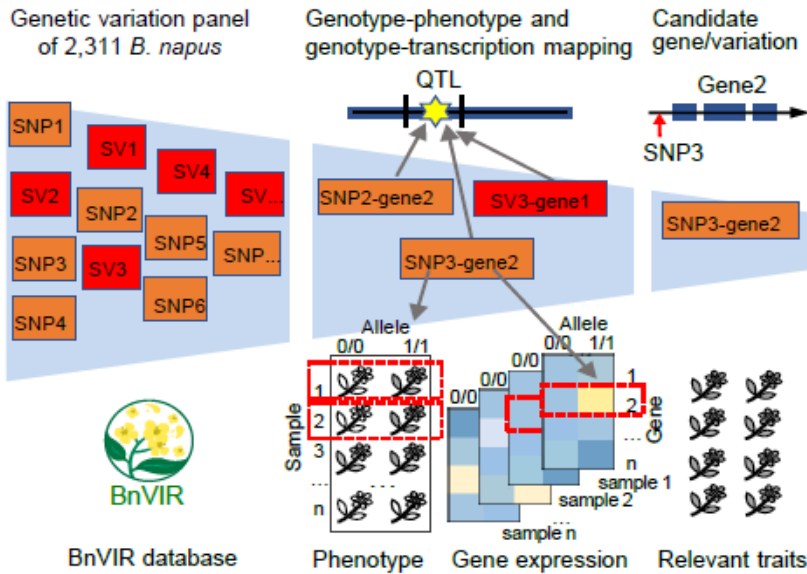 Genetic variation panel
of 2,311 B. napus
Genotype-phenotype and
genotype-transcription mapping
Candidate
gene/variation
QTL
Gene2
SNP3
SNP1
SV1
SV4
SV2
SV...
SNP2
SNP5
SNP3
SV3
SNP...
SNP4
SNP6
SNP2-gene2
SV3-gene1
SNP3-gene2
SNP3-gene2
Allele
0/0 1/1
Sample
1
2
3
...
n
...
Allele
0/0 1/1
0/0
0/0
0/0
1
2
...
n
Gene
sample 1
sample 2
...
sample n
BnVIR
BnVIR database
Phenotype
Gene expression
Relevant traits